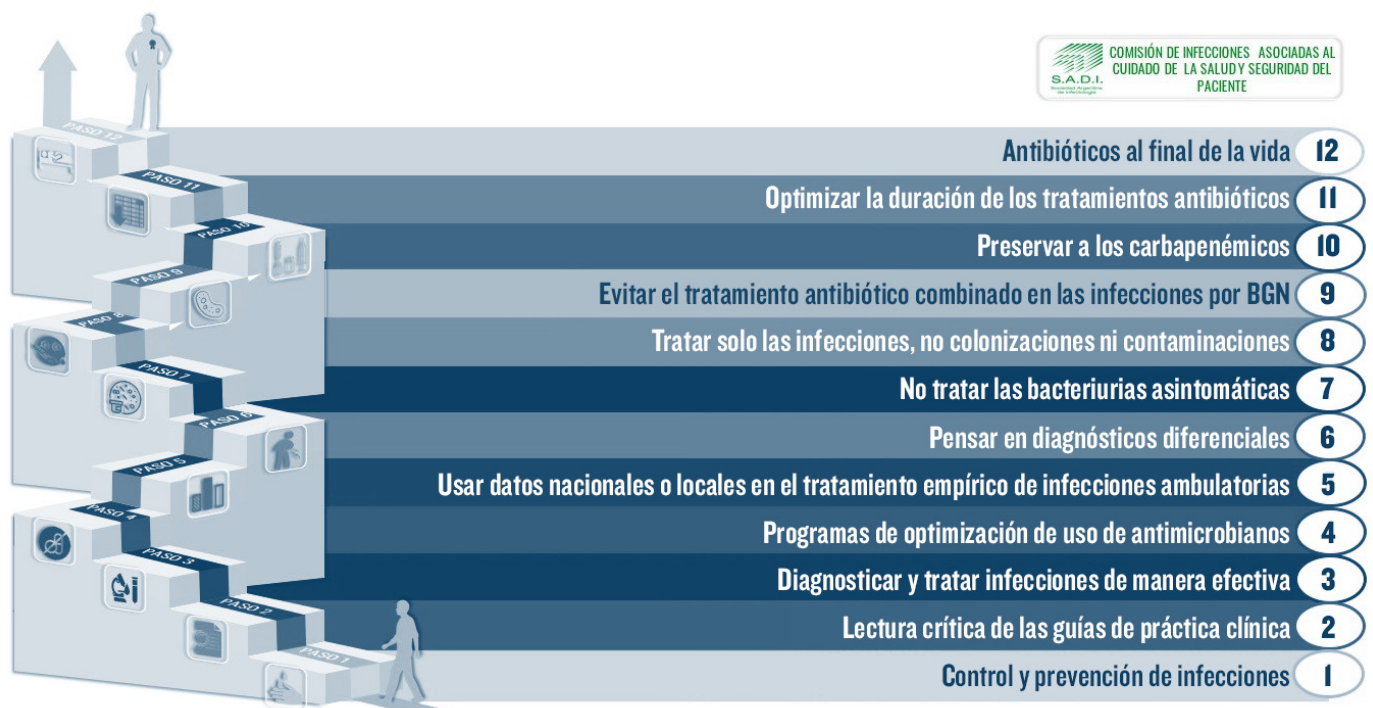 COMISIÓN DE INFECCIONES ASOCIADAS AL
CUIDADO DE LA SALUD Y SEGURIDAD DEL
PACIENTE
S.A.D.I.
Sociedad Argentina
de Infectología
PASO 12
Antibióticos al final de la vida 12
PASO 11
Optimizar la duración de los tratamientos antibióticos 11
PASO 10
Preservar a los carbapenémicos 10
PASO 9
Evitar el tratamiento antibiótico combinado en las infecciones por BGN 9
PASO 8
Tratar solo las infecciones, no colonizaciones ni contaminaciones 8
PASO 7
No tratar las bacteriurias asintomáticas 7
PASO 6
Pensar en diagnósticos diferenciales 6
PASO 5
Usar datos nacionales o locales en el tratamiento empírico de infecciones ambulatorias 5
PASO 4
Programas de optimización de uso de antimicrobianos 4
PASO 3
Diagnosticar y tratar infecciones de manera efectiva 3
PASO 2
Lectura crítica de las guías de práctica clínica 2
PASO 1
Control y prevención de infecciones 1